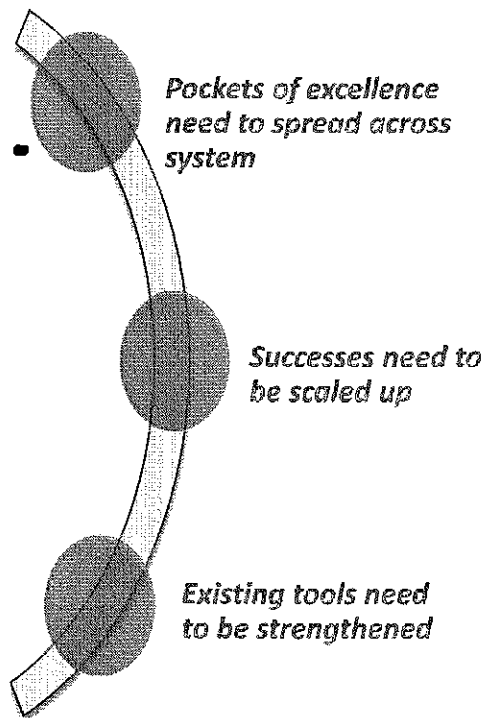 Pockets of excellence
need to spread across
system
Successes need to
be scaled up
Existing tools need
to be strengthened